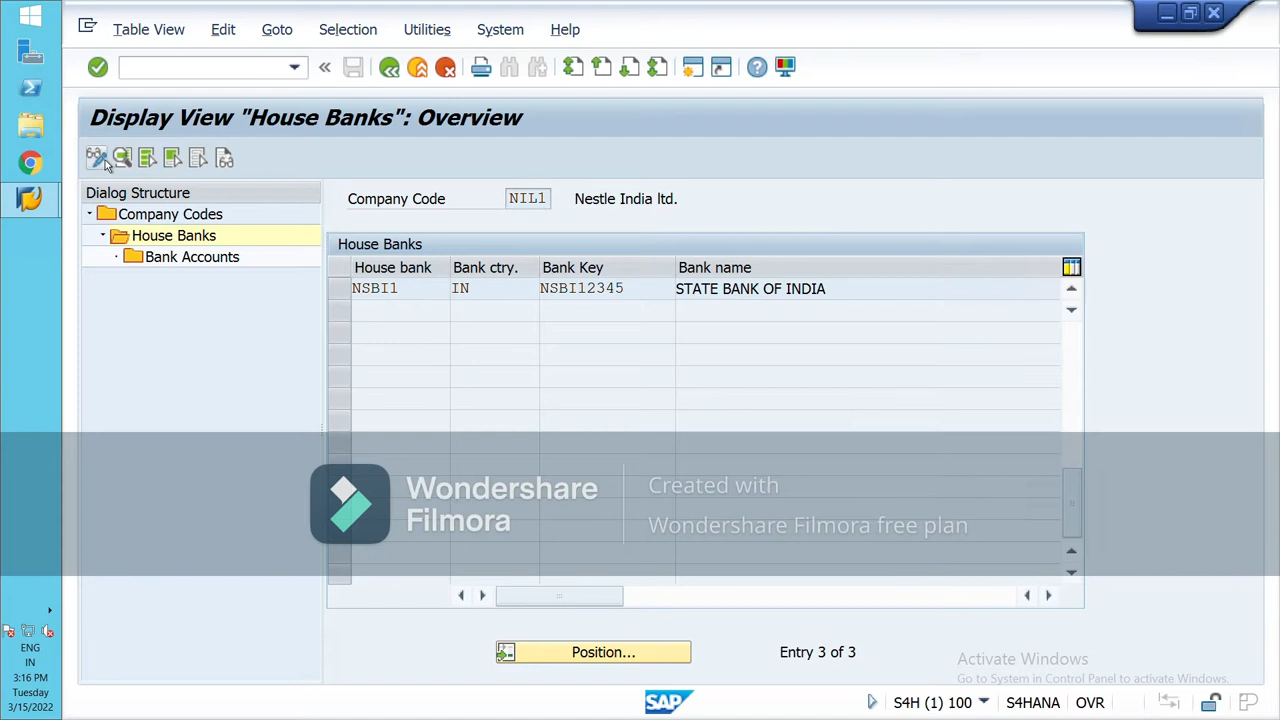 Table View Edit Goto Selection Utilities System Help
Display View "House Banks": Overview
Dialog Structure
Company Codes
House Banks
Bank Accounts
Company Code NIL1 Nestle India ltd.
House Banks
House bank Bank ctry. Bank Key Bank name
NSBI1 IN NSBI12345 STATE BANK OF INDIA
Wondershare
Filmora
Created with
Wondershare Filmora free plan
Position... Entry 3 of 3
Activate Windows
Go to System in Control Panel to activate Windows.
SAP S4H (1) 100 S4HANA OVR
ENG
IN
3:16 PM
Tuesday
3/15/2022